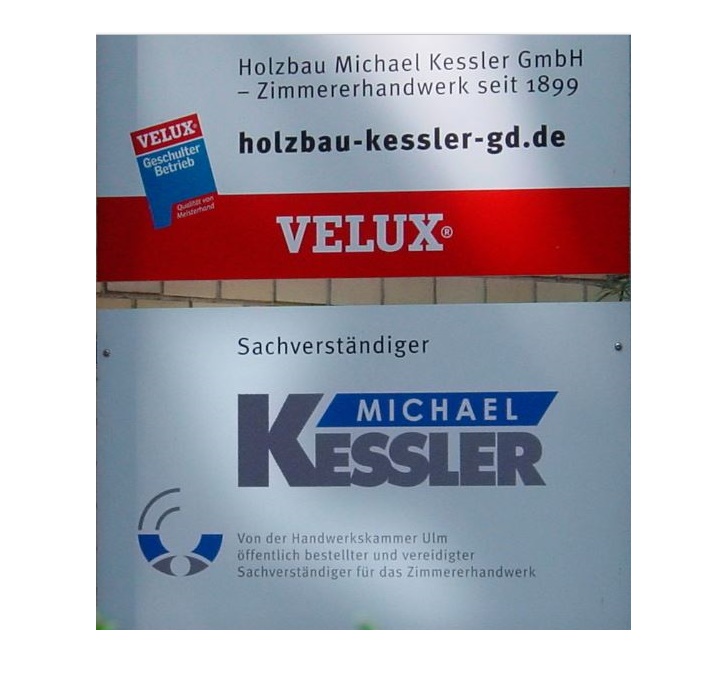 Holzbau Michael Kessler GmbH
– Zimmererhandwerk seit 1899
holzbau-kessler-gd.de
VELUX®
Geschulter
Betrieb
Qualität von
Meisterhand
VELUX®
Sachverständiger
MICHAEL
KESSLER
Von der Handwerkskammer Ulm
öffentlich bestellter und vereidigter
Sachverständiger für das Zimmererhandwerk